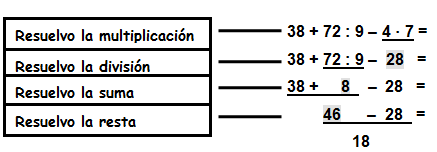 Resuelvo la multiplicación 38 + 72 : 9 – 4 · 7 =
Resuelvo la división 38 + 72 : 9 – 28 =
Resuelvo la suma 38 + 8 – 28 =
Resuelvo la resta 46 – 28 =
18